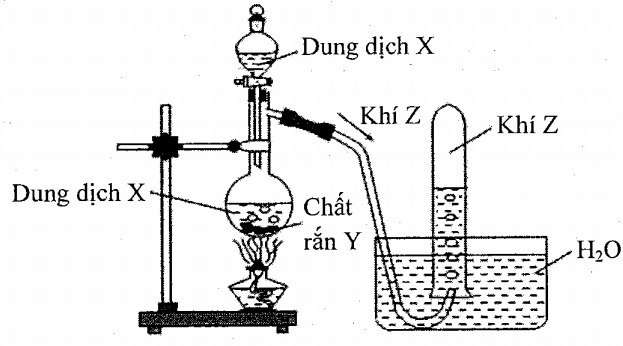 Dung dịch X
Khí Z
Khí Z
Dung dịch X
Chất
rắn Y
H₂O